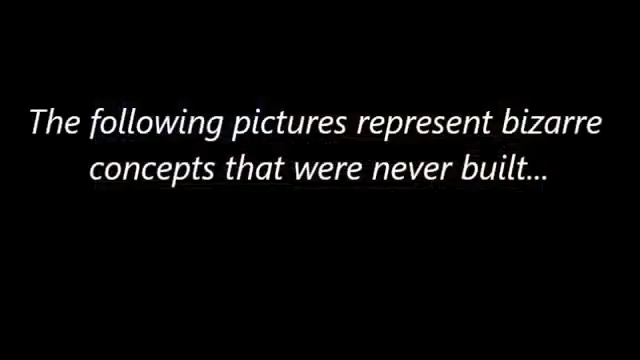 The following pictures represent bizarre
concepts that were never built...